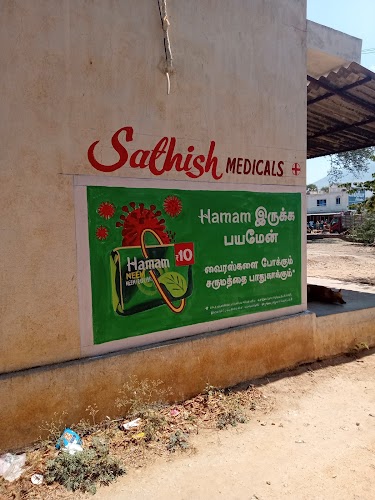 Sathish MEDICALS
Hamam இருக்க
பயமேன்
Hamam
NEEM
₹10
வைரஸ்களை போக்கும்
சருமத்தை பாதுகாக்கும்*